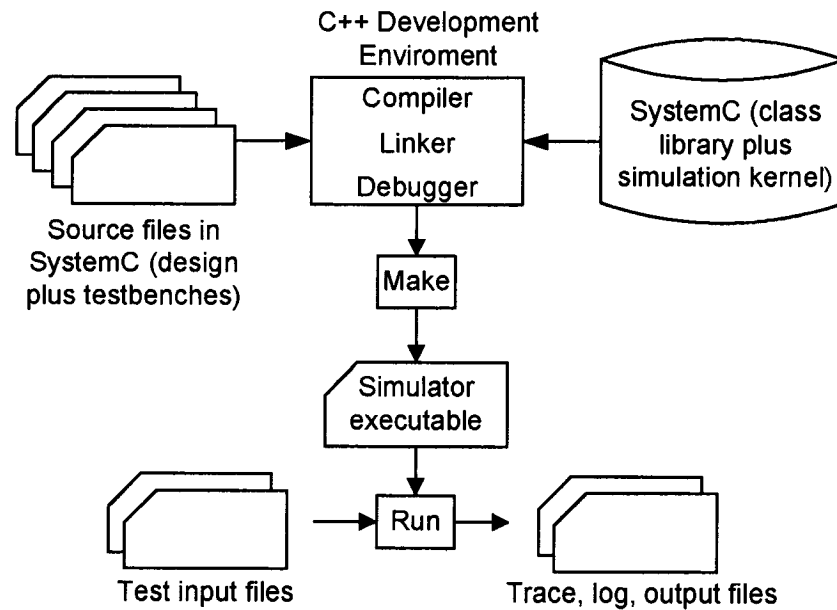 C++ Development
Enviroment
Compiler
Linker
Debugger
SystemC (class
library plus
simulation kernel)
Source files in
SystemC (design
plus testbenches)
Make
Simulator
executable
Run
Test input files
Trace, log, output files